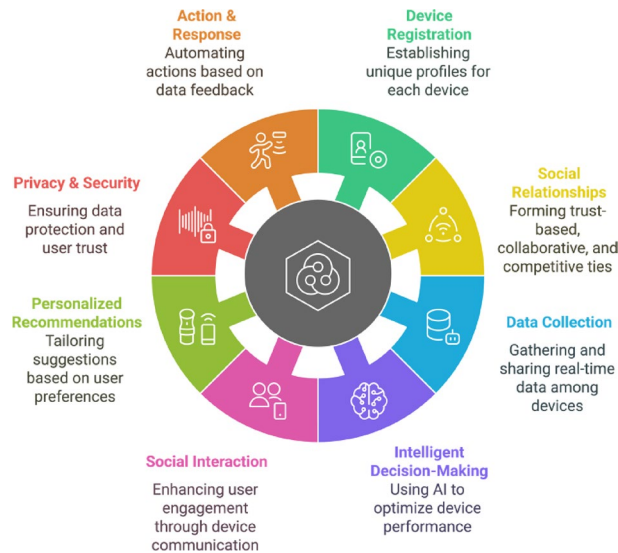 Action &
Response
Automating
actions based on
data feedback
Device
Registration
Establishing
unique profiles for
each device
Social
Relationships
Forming trust-
based,
collaborative, and
competitive ties
Data Collection
Gathering and
sharing real-time
data among
devices
Intelligent
Decision-Making
Using AI to
optimize device
performance
Social Interaction
Enhancing user
engagement
through device
communication
Personalized
Recommendations
Tailoring
suggestions
based on user
preferences
Privacy & Security
Ensuring data
protection and
user trust